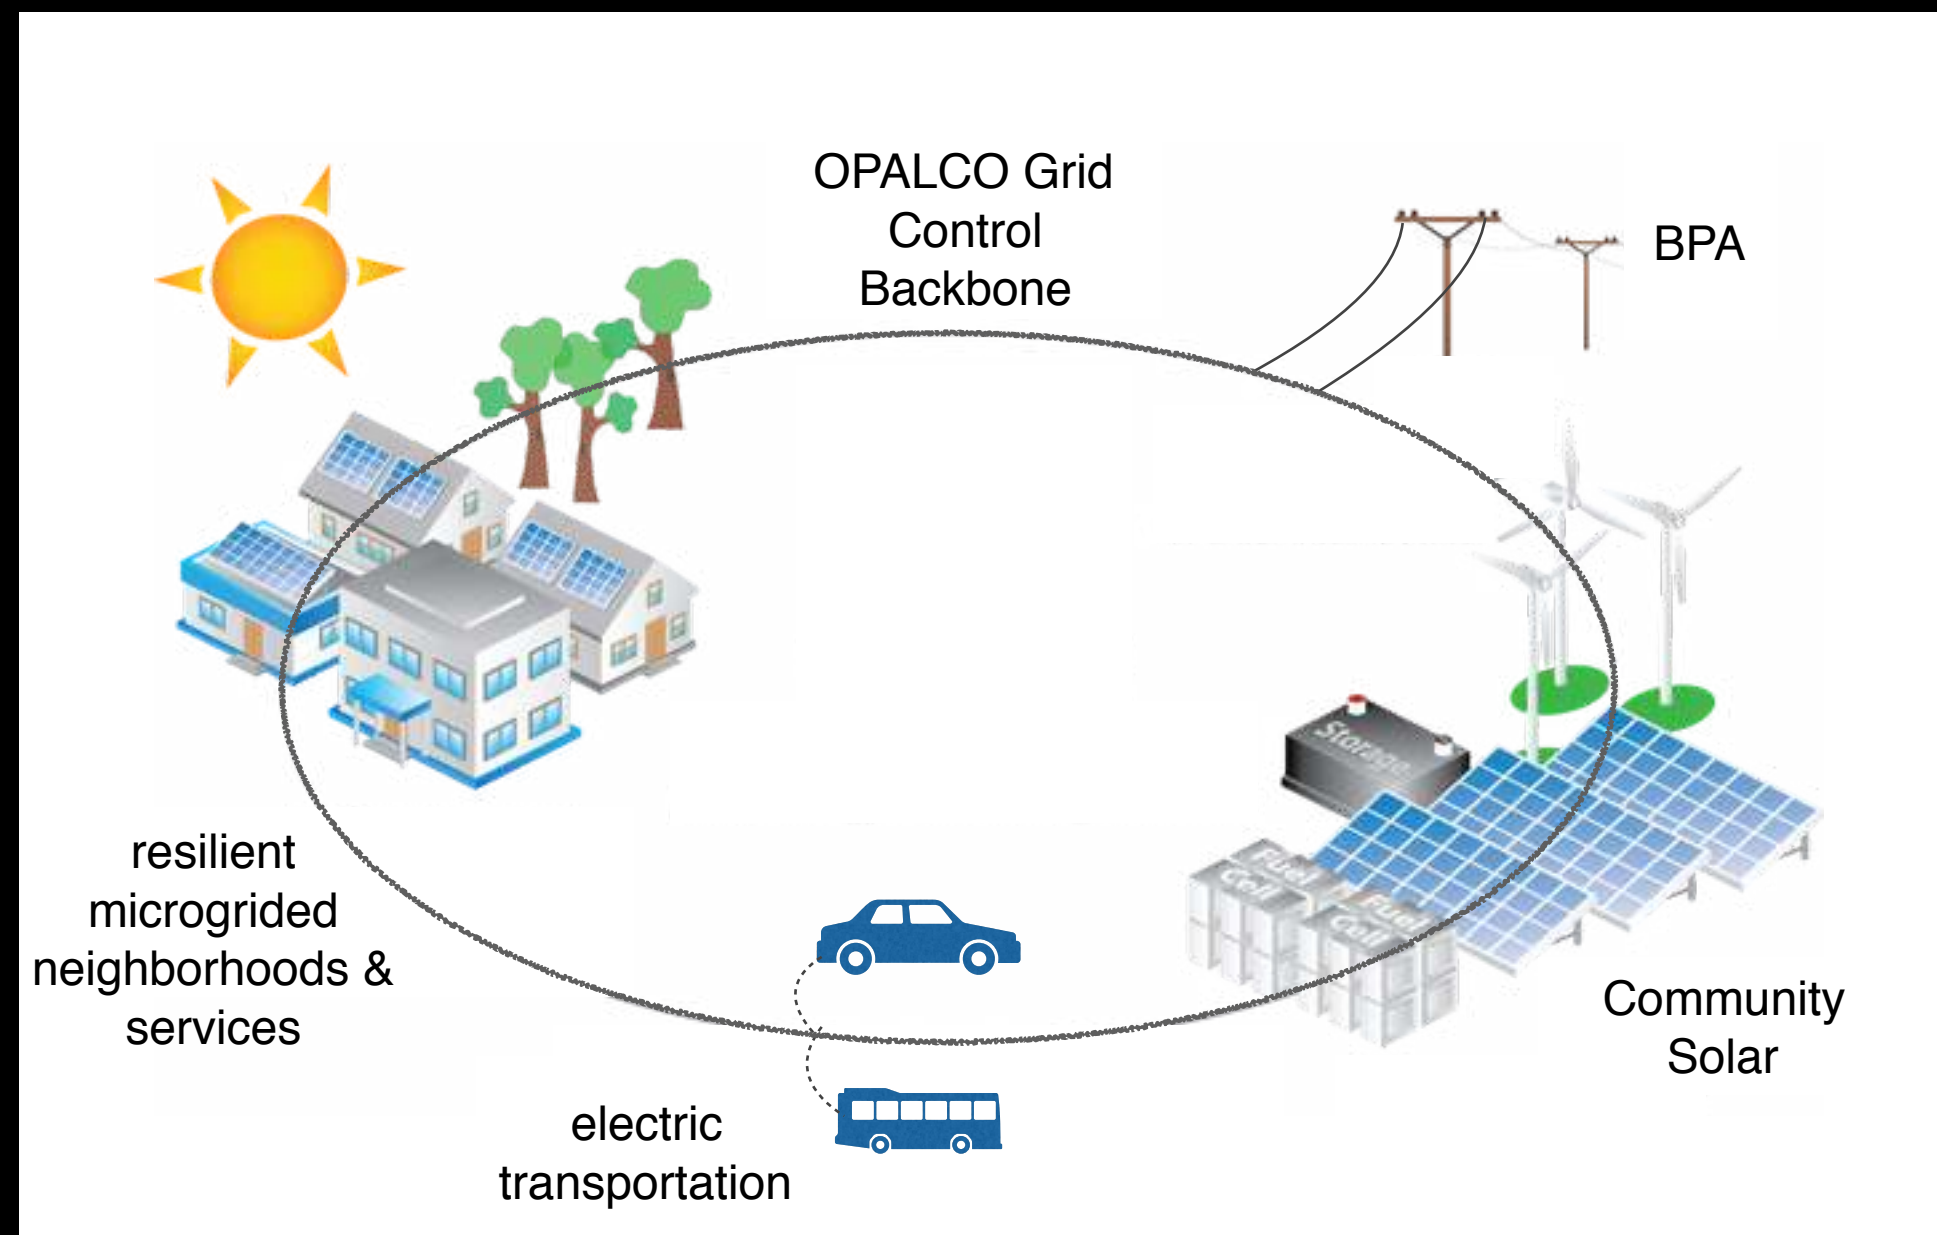 OPALCO Grid
Control
Backbone
BPA
Storage
Fuel
Cell
Fuel
Cell
resilient
microgrided
neighborhoods &
services
Community
Solar
electric
transportation